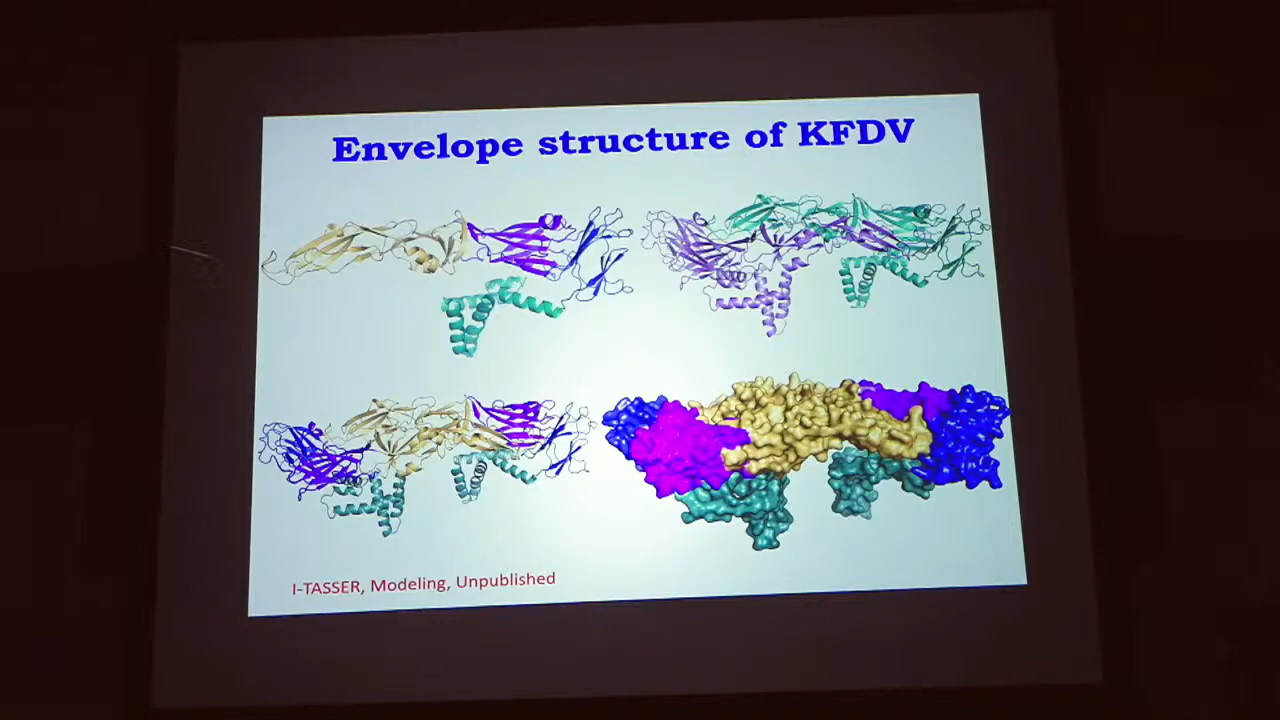 Envelope structure of KFDV
I-TASSER, Modeling, Unpublished